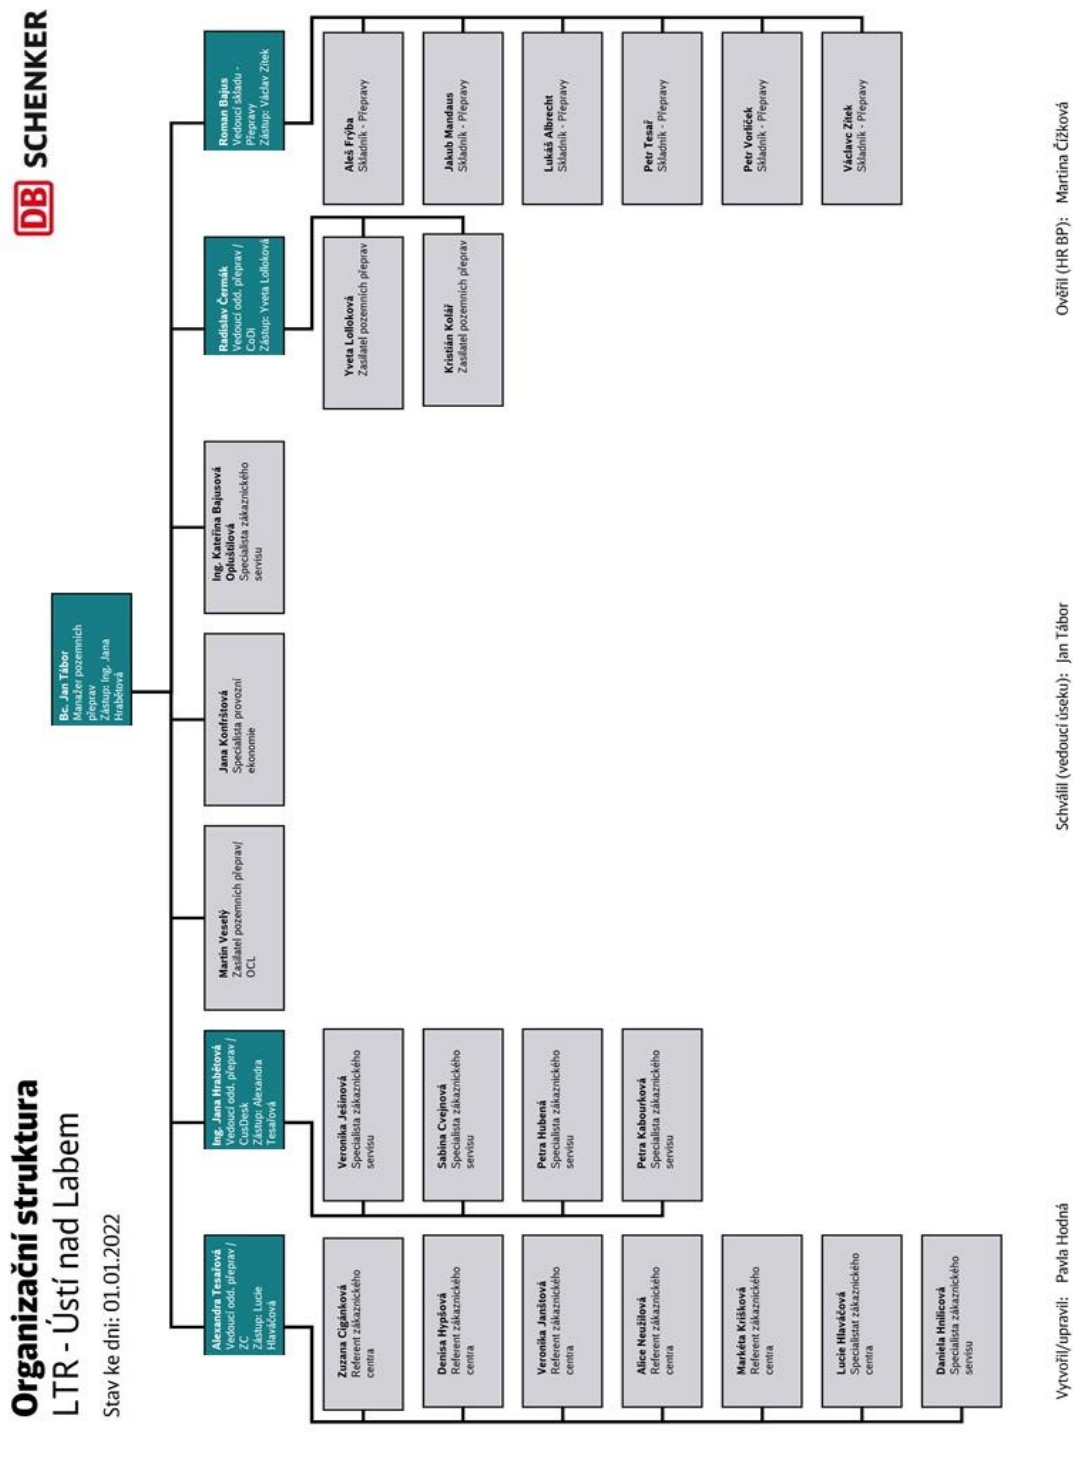 Organizační struktura
LTR - Ústí nad Labem
Stav ke dni: 01.01.2022
DB SCHENKER
Bc. Jan Tábor
Manažer pozemních
přeprav
Zástup: Ing. Jana
Hrabětová
Alexandra Tesařová
Vedoucí odd. přeprav /
ZC
Zástup: Lucie
Hlaváčová
Zuzana Cigánková
Referent zákaznického
centra
Denisa Hypšová
Referent zákaznického
centra
Veronika Janštová
Referent zákaznického
centra
Alice Neužilová
Referent zákaznického
centra
Markéta Krišková
Referent zákaznického
centra
Lucie Hlaváčová
Specialistat zákaznického
centra
Daniela Hnilicová
Specialista zákaznického
servisu
Ing. Jana Hrabětová
Vedoucí odd. přeprav /
CusDesk
Zástup: Alexandra
Tesařová
Veronika Ješinová
Specialista zákaznického
servisu
Sabina Cvejnová
Specialista zákaznického
servisu
Petra Hubená
Specialista zákaznického
servisu
Petra Kabourková
Specialista zákaznického
servisu
Martin Veselý
Zasilatel pozemních přeprav/
OCL
Jana Konfrštová
Specialista provozní
ekonomie
Ing. Kateřina Bajusová
Opluštilová
Specialista zákaznického
servisu
Radislav Čermák
Vedoucí odd. přeprav /
CoDi
Zástup: Yveta Lolloková
Yveta Lolloková
Zasilatel pozemních přeprav
Kristián Kolář
Zasilatel pozemních přeprav
Roman Bajus
Vedoucí skladu -
Přepravy
Zástup: Václav Zítek
Aleš Frýba
Skladník - Přepravy
Jakub Mandaus
Skladník - Přepravy
Lukáš Albrecht
Skladník - Přepravy
Petr Tesař
Skladník - Přepravy
Petr Vorlíček
Skladník - Přepravy
Václavc Zítek
Skladník - Přepravy
Vytvořil/upravil: Pavla Hodná
Schválil (vedoucí úseku): Jan Tábor
Ověřil (HR BP): Martina Čížková